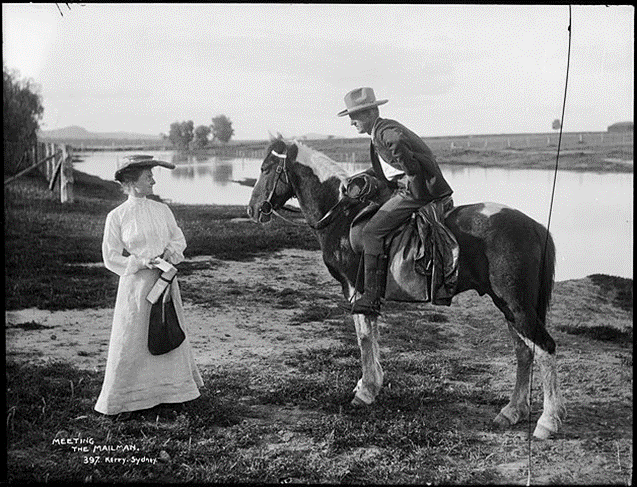 MEETING
THE MAILMAN.
397. Kerry. Sydney.